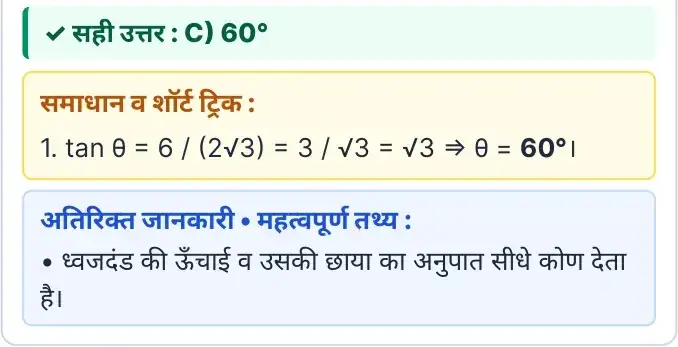 ✓ सही उत्तर : C) 60°
समाधान व शॉर्ट ट्रिक :
1. tan θ = 6 / (2√3) = 3 / √3 = √3 ⇒ θ = 60°।
अतिरिक्त जानकारी • महत्वपूर्ण तथ्य :
• ध्वजदंड की ऊँचाई व उसकी छाया का अनुपात सीधे कोण देता
है।